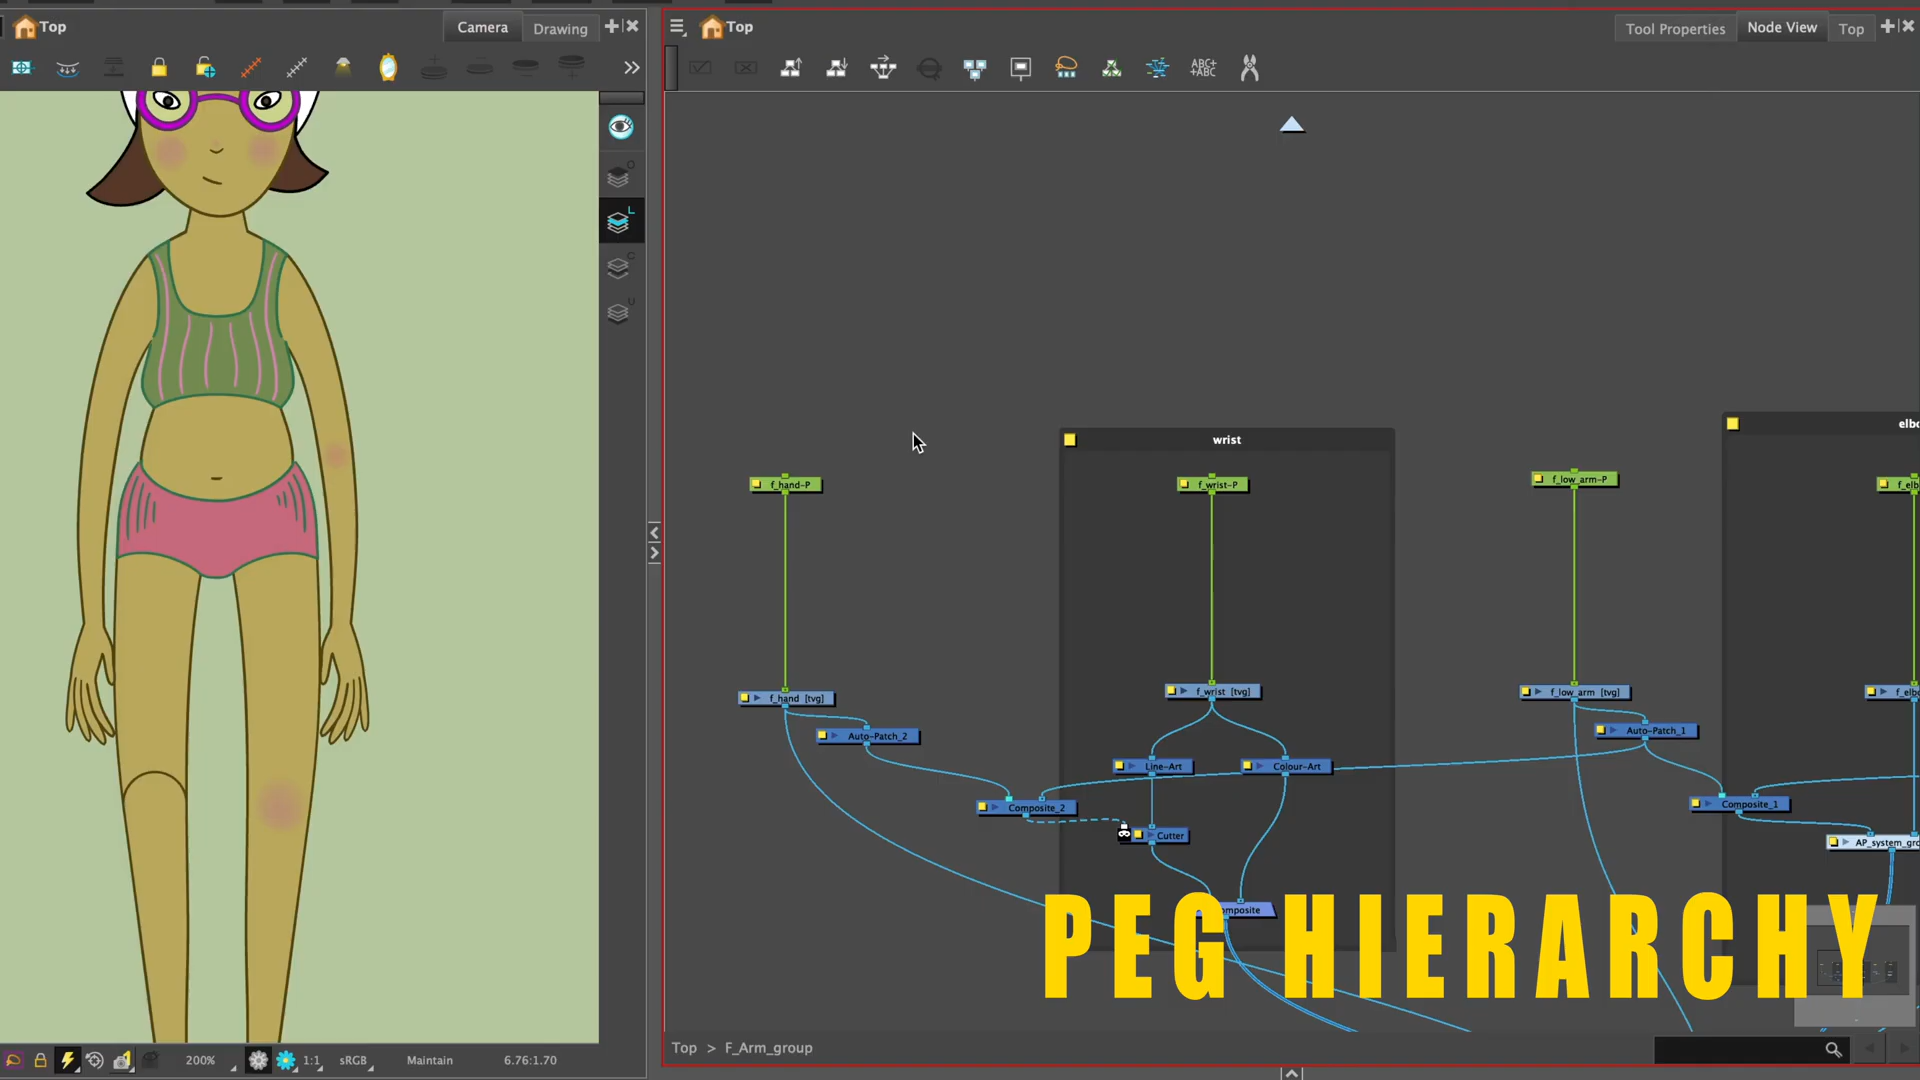 Top
Camera
Drawing
Top
Tool Properties
Node View
Top
ABC+
+ABC
O
L
C
U
wrist
f_hand-P
f_wrist-P
f_low_arm-P
f_hand [tvg]
f_wrist [tvg]
f_low_arm [tvg]
Auto-Patch_2
Auto-Patch_1
Line-Art
Colour-Art
Composite_2
Composite_1
Cutter
PEG HIERARCHY
Top > F_Arm_group
200%
1:1
sRGB
Maintain
6.76:1.70